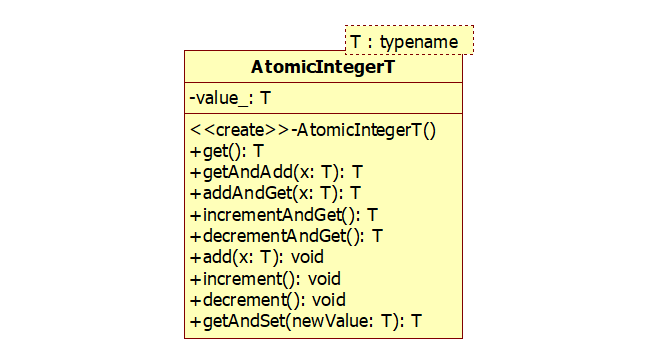 T : typename
AtomicIntegerT
-value_: T
<<create>>-AtomicIntegerT()
+get(): T
+getAndAdd(x: T): T
+addAndGet(x: T): T
+incrementAndGet(): T
+decrementAndGet(): T
+add(x: T): void
+increment(): void
+decrement(): void
+getAndSet(newValue: T): T